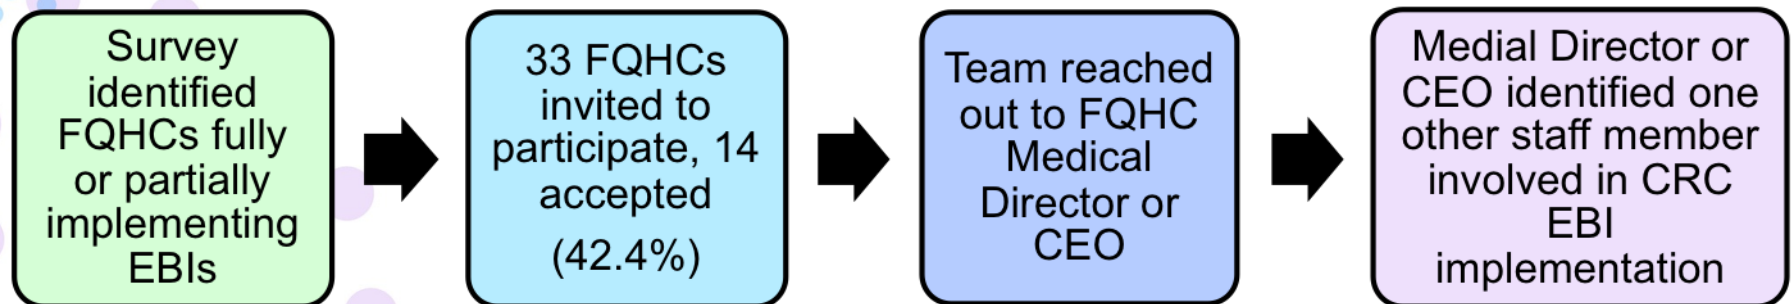 Survey
identified
FQHCs fully
or partially
implementing
EBIs
33 FQHCs
invited to
participate, 14
accepted
(42.4%)
Team reached
out to FQHC
Medical
Director or
CEO
Medial Director or
CEO identified one
other staff member
involved in CRC
EBI
implementation